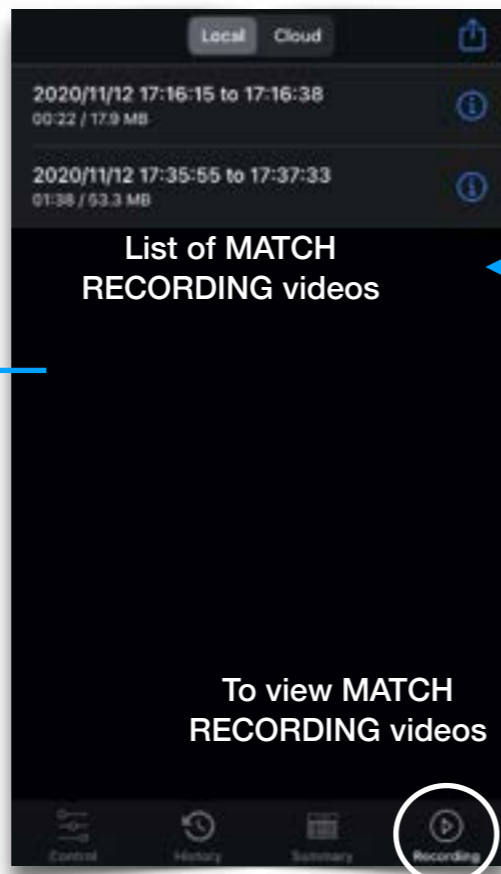 Local Cloud
2020/11/12 17:16:15 to 17:16:38
00:22 / 17.9 MB
2020/11/12 17:35:55 to 17:37:33
01:38 / 53.3 MB
List of MATCH
RECORDING videos
To view MATCH
RECORDING videos
Control History Summary Recording